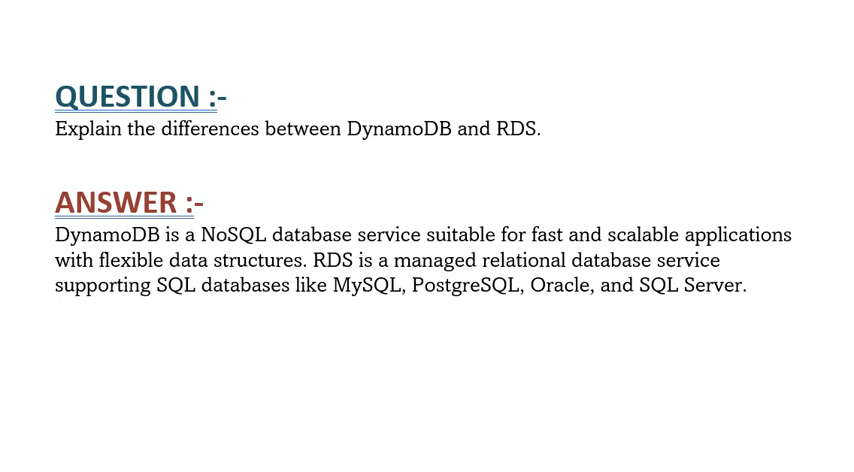 QUESTION :-
Explain the differences between DynamoDB and RDS.
ANSWER :-
DynamoDB is a NoSQL database service suitable for fast and scalable applications
with flexible data structures. RDS is a managed relational database service
supporting SQL databases like MySQL, PostgreSQL, Oracle, and SQL Server.